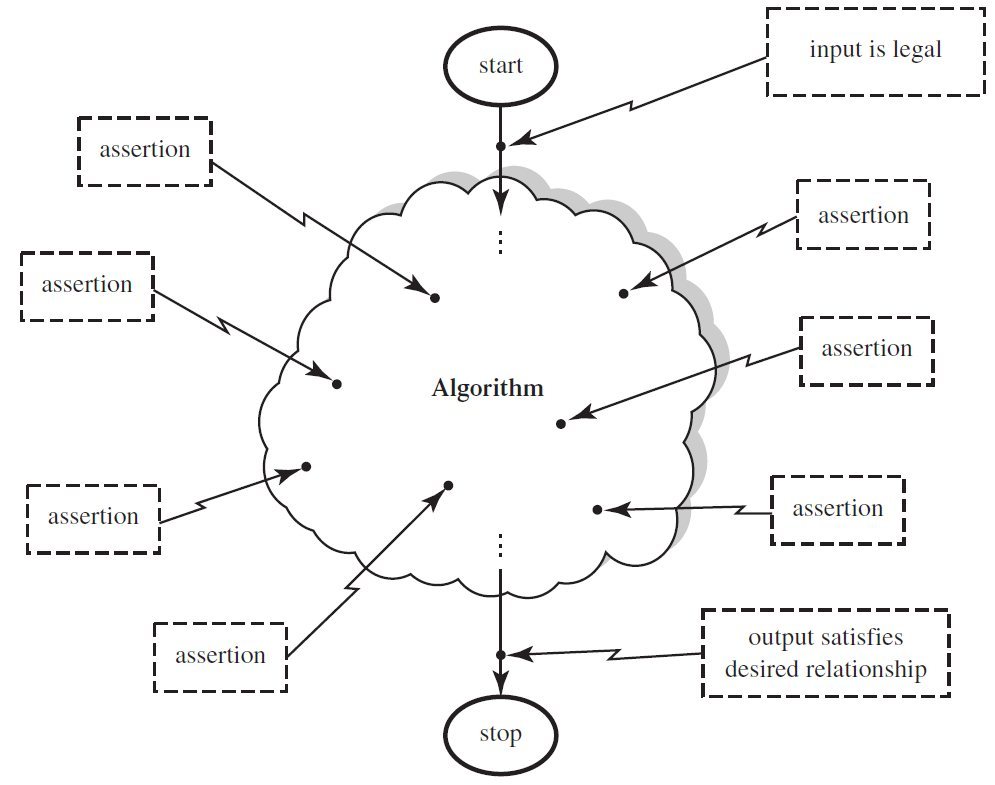 start
input is legal
assertion
assertion
assertion
assertion
Algorithm
assertion
assertion
assertion
assertion
output satisfies
desired relationship
stop